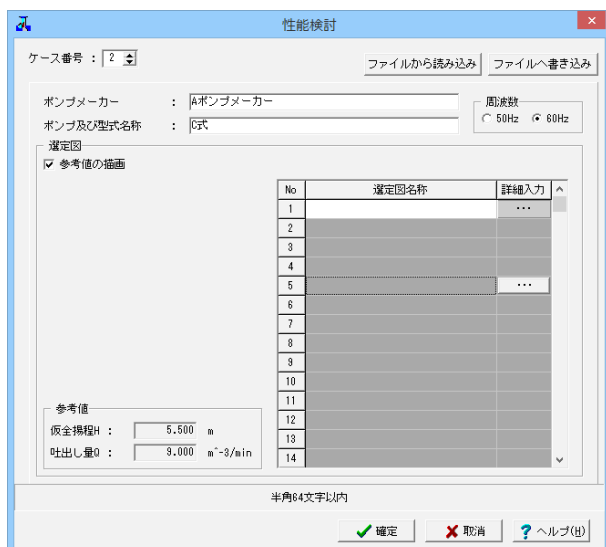 性能検討
ケース番号 : 2
ファイルから読み込み ファイルへ書き込み
ポンプメーカー : Aポンプメーカー
ポンプ及び型式名称 : C式
周波数
50Hz 60Hz
選定図
参考値の描画
No 選定図名称 詳細入力
1 ...
2
3
4
5 ...
6
7
8
9
10
11
12
13
14
参考値
仮全揚程H : 5.500 m
吐出し量Q : 9.000 m^-3/min
半角64文字以内
確定 取消 ヘルプ(H)